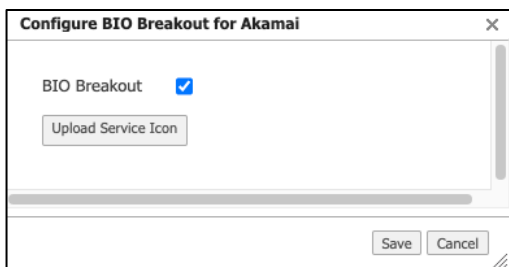 Configure BIO Breakout for Akamai
BIO Breakout
Upload Service Icon
Save Cancel